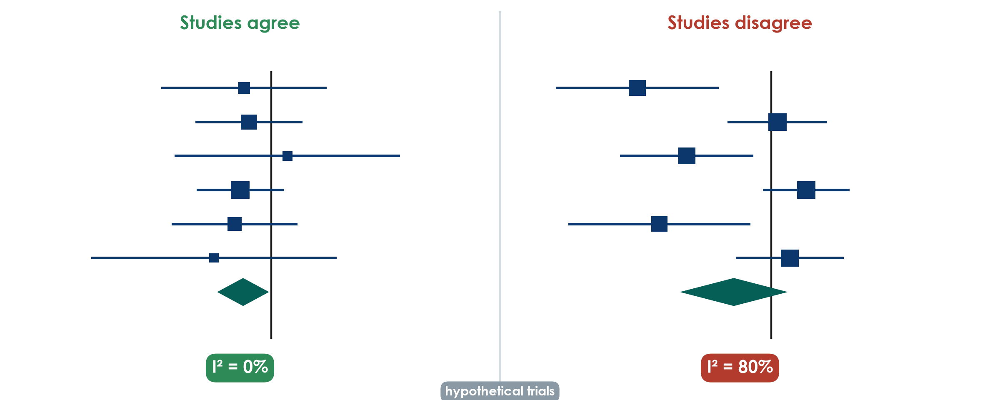 Studies agree
Studies disagree
I² = 0%
I² = 80%
hypothetical trials